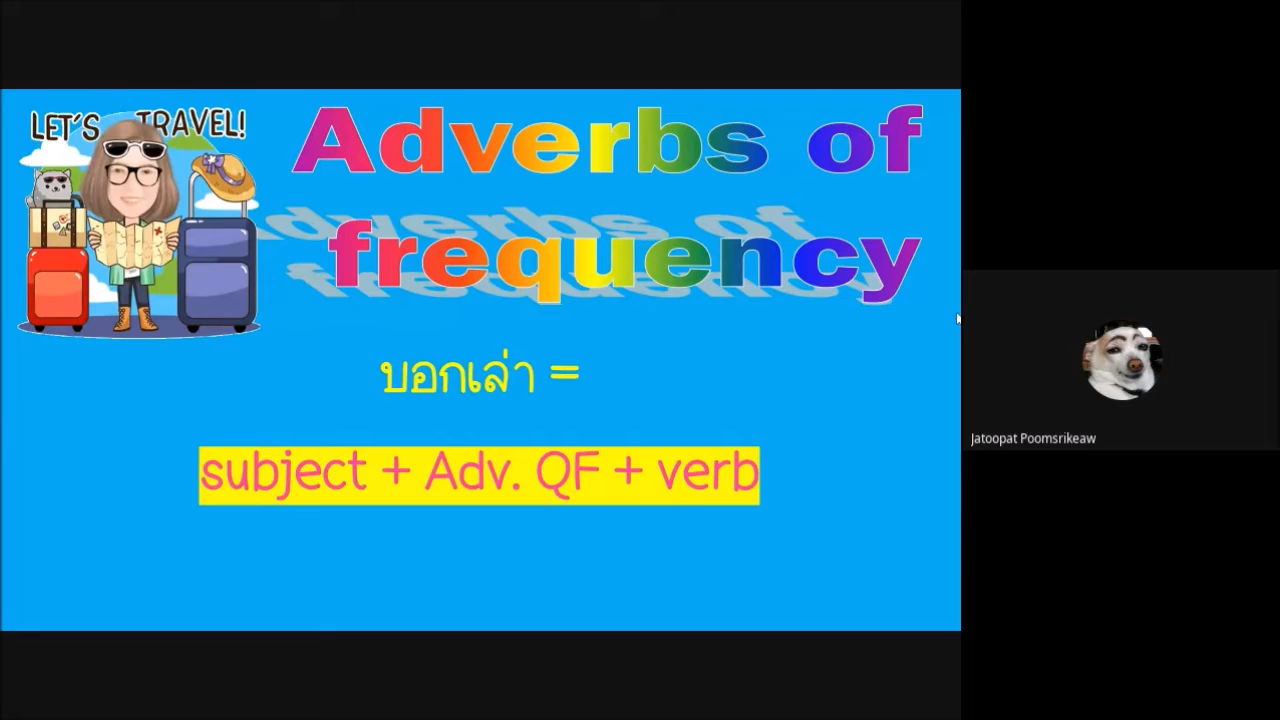 LET'S TRAVEL!
Adverbs of
frequency
บอกเล่า =
subject + Adv. QF + verb
Jatoopat Poomsrikeaw